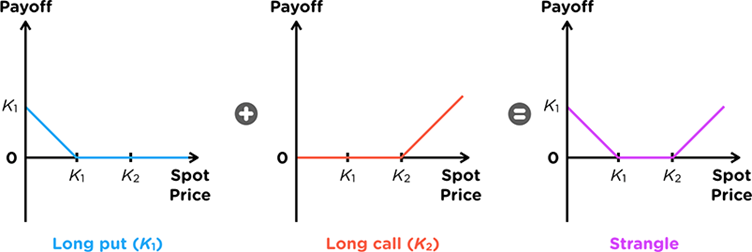 Payoff
K1
0
K1
K2
Spot
Price
Long put (K1)
+
Payoff
0
K1
K2
Spot
Price
Long call (K2)
=
Payoff
K1
0
K1
K2
Spot
Price
Strangle